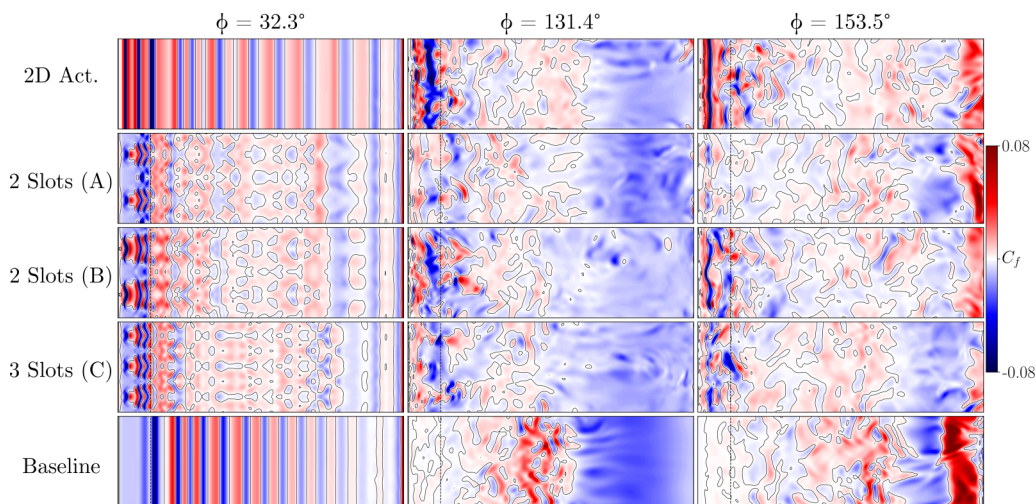 ϕ = 32.3°
ϕ = 131.4°
ϕ = 153.5°
2D Act.
2 Slots (A)
2 Slots (B)
3 Slots (C)
Baseline
0.08
C_f
-0.08